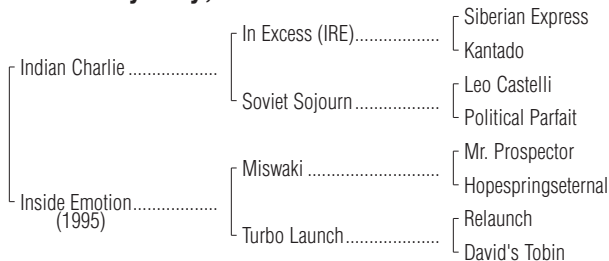 Siberian Express
In Excess (IRE)..................
Kantado
Indian Charlie ...................
Leo Castelli
Soviet Sojourn...................
Political Parfait
Mr. Prospector
Miswaki .............................
Hopespringseternal
Inside Emotion..................
(1995)
Relaunch
Turbo Launch....................
David's Tobin